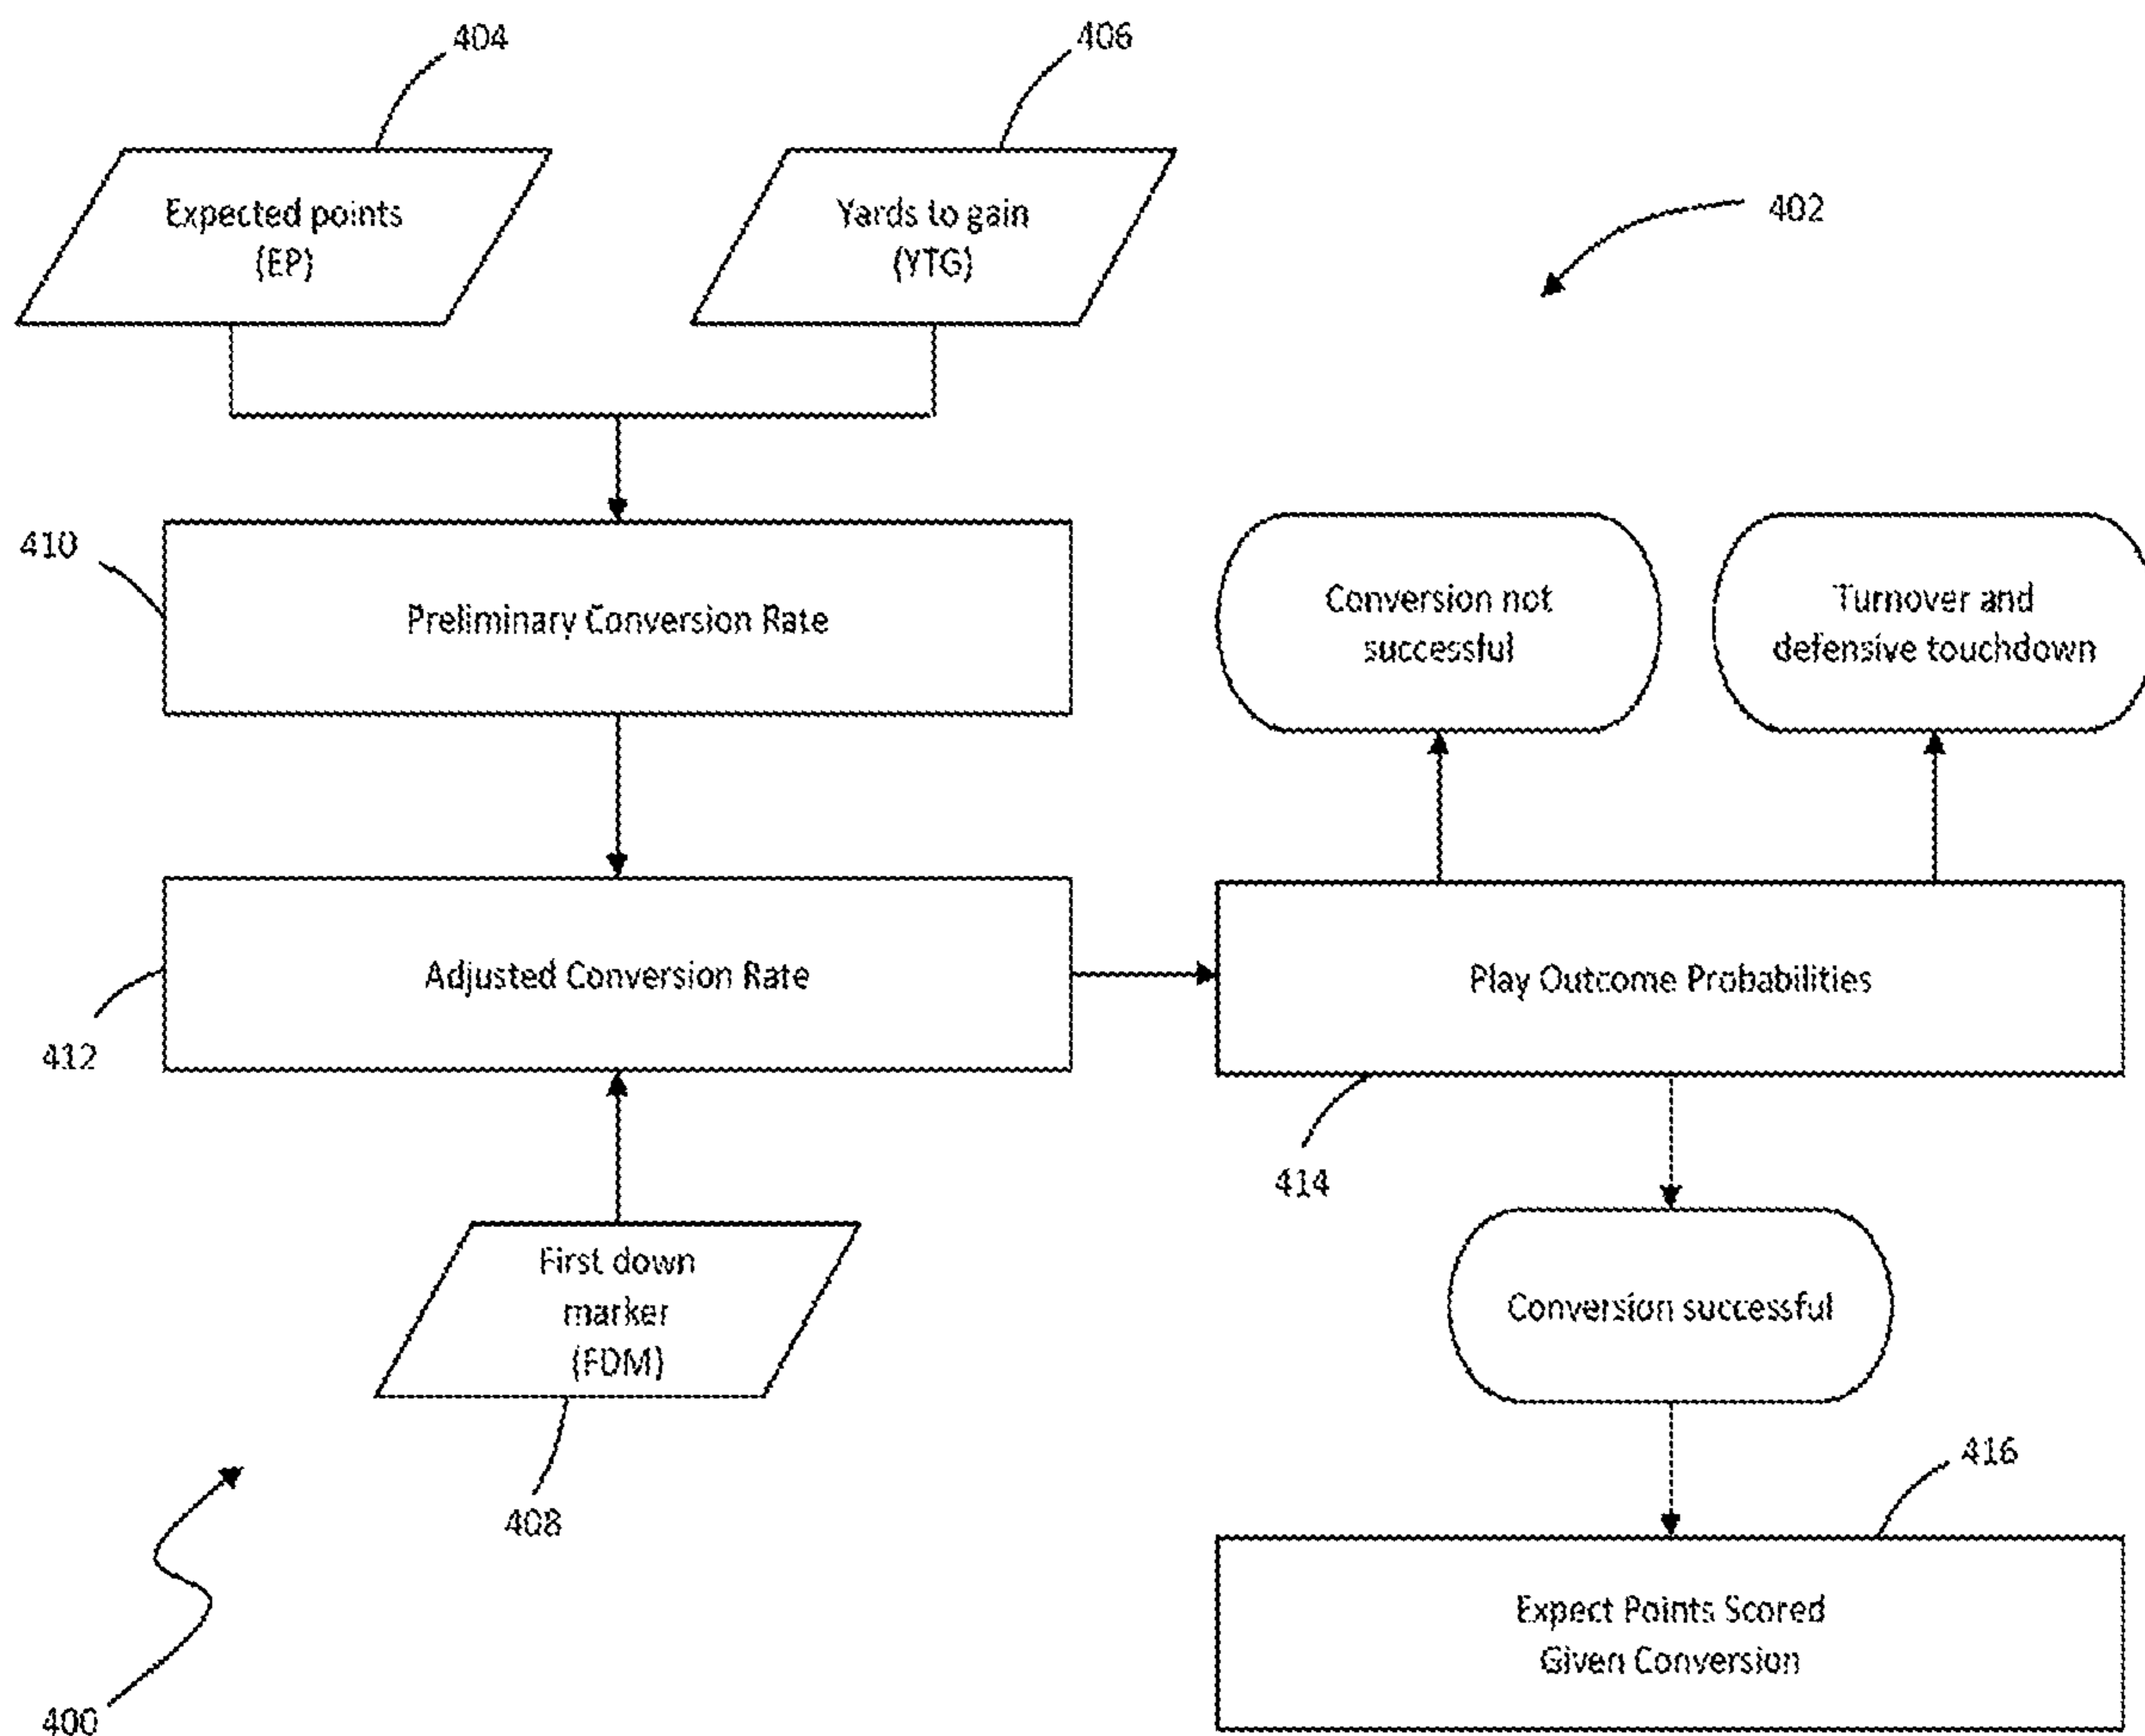 404
406
Expected points
(EP)
Yards to gain
(YTG)
402
410
Preliminary Conversion Rate
Conversion not
successful
Turnover and
defensive touchdown
412
Adjusted Conversion Rate
Play Outcome Probabilities
414
First down
marker
(FDM)
408
Conversion successful
416
Expect Points Scored
Given Conversion
400